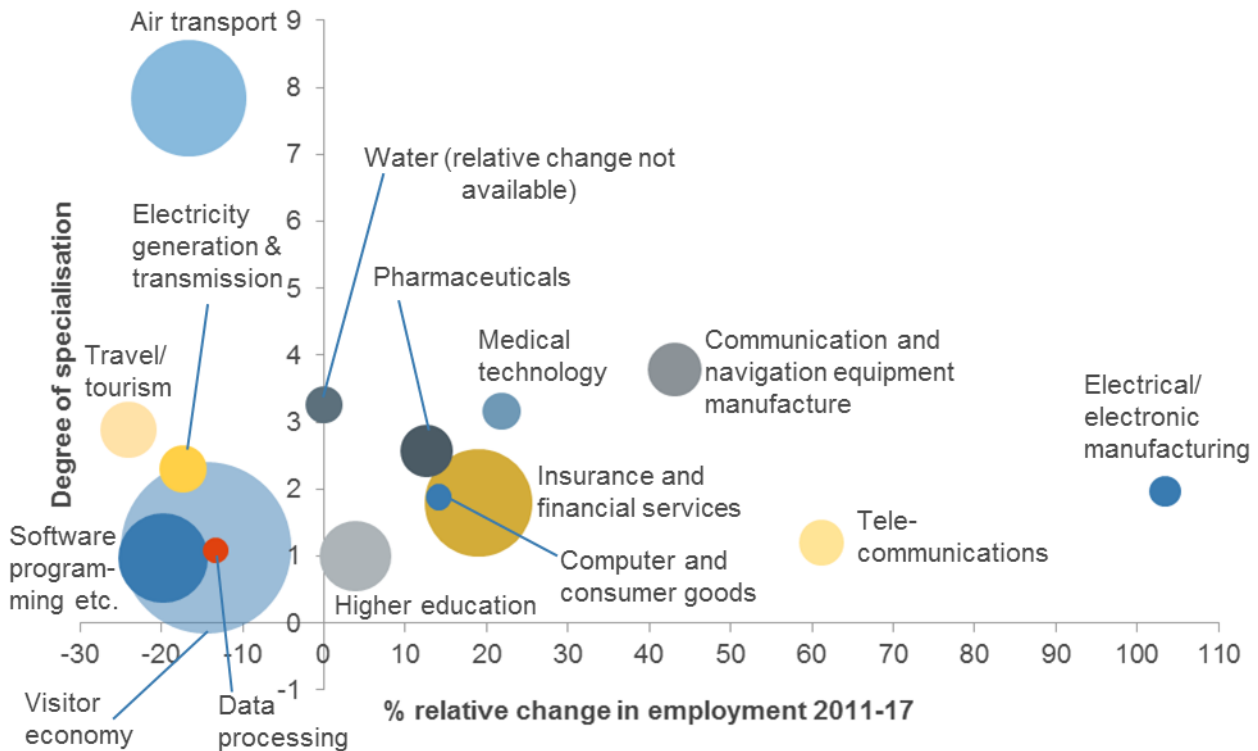 Air transport
9
8
7
6
5
4
3
2
1
0
-1
Degree of specialisation
Water (relative change not
available)
Electricity
generation &
transmission
Pharmaceuticals
Travel/
tourism
Medical
technology
Communication and
navigation equipment
manufacture
Electrical/
electronic
manufacturing
Insurance and
financial services
Tele-
communications
Software
program-
ming etc.
Computer and
consumer goods
Higher education
-30
-20
-10
0
10
20
30
40
50
60
70
80
90
100
110
Visitor
economy
Data
processing
% relative change in employment 2011-17